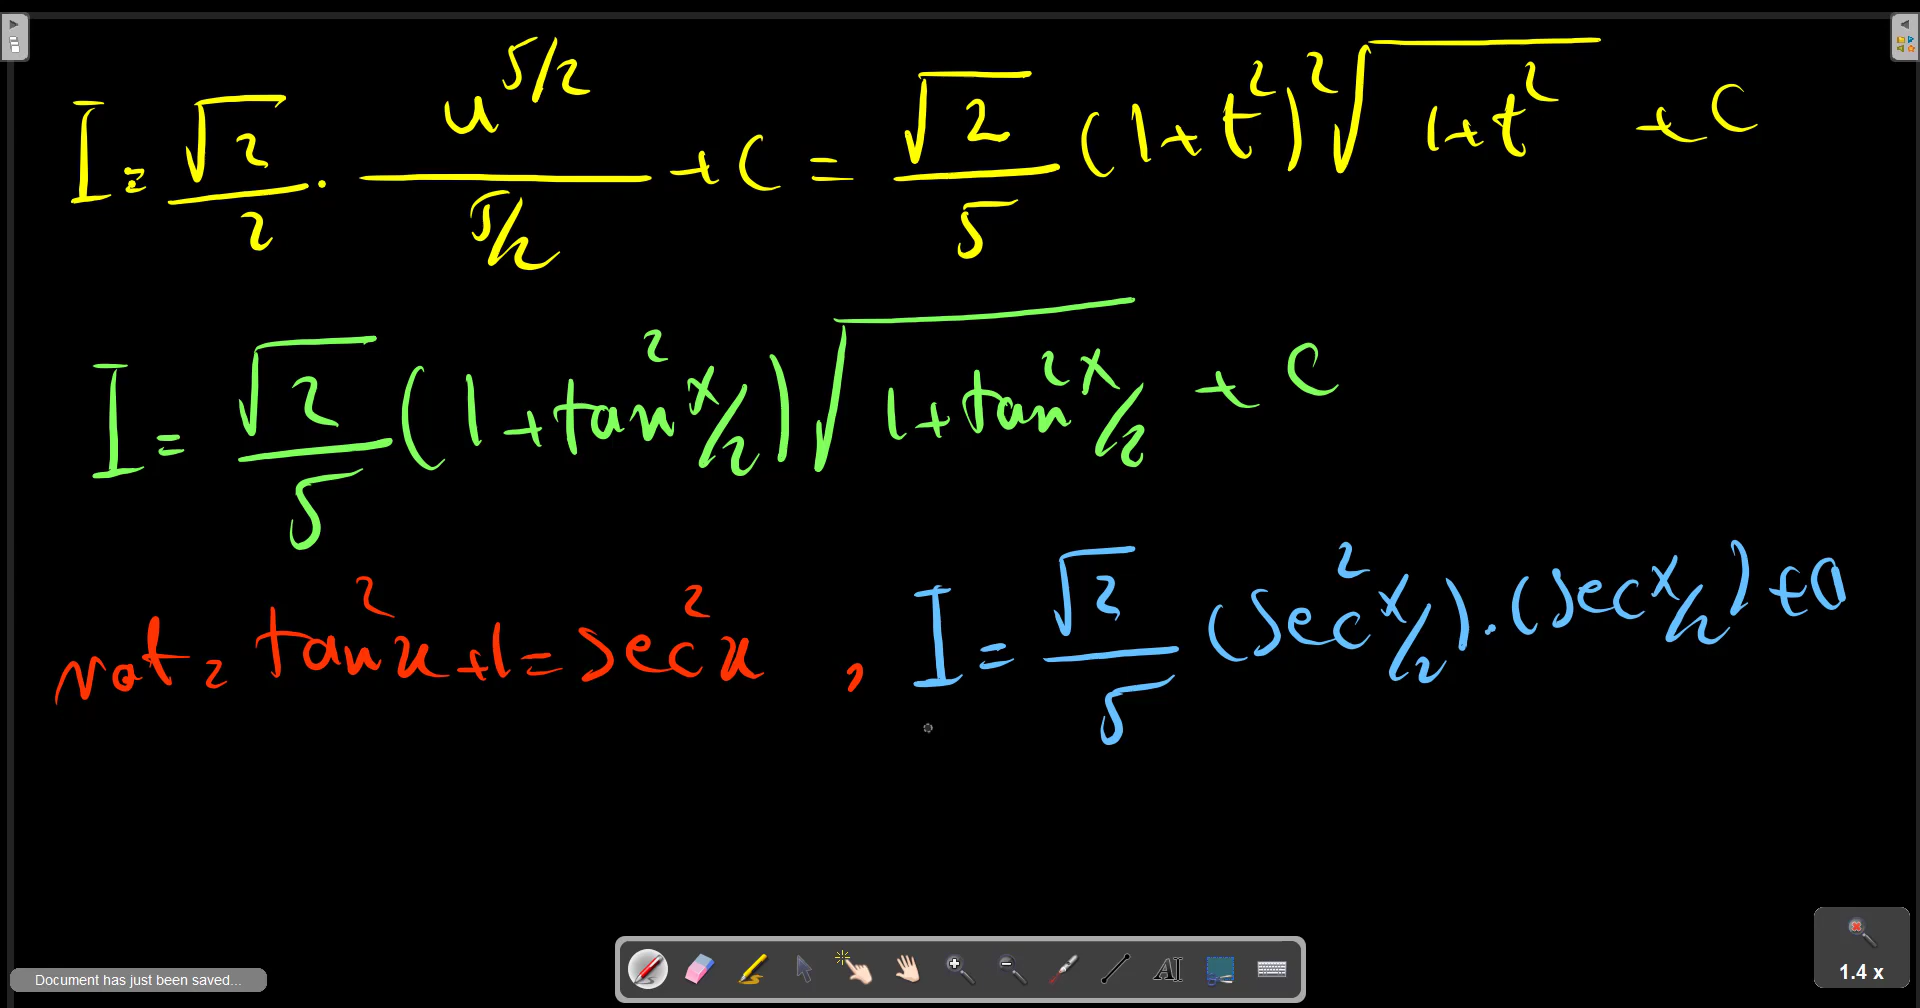 I = √2/2 · u^5/2 / 5/2 + C = √2/5 (1+t²)² √(1+t²) + C
I = √2/5 (1+tan² x/2)² √(1+tan² x/2) + C
not= tan²x+1=sec²x , I = √2/5 (sec² x/2) · (sec x/2) +C
Document has just been saved...
AI
1.4 x